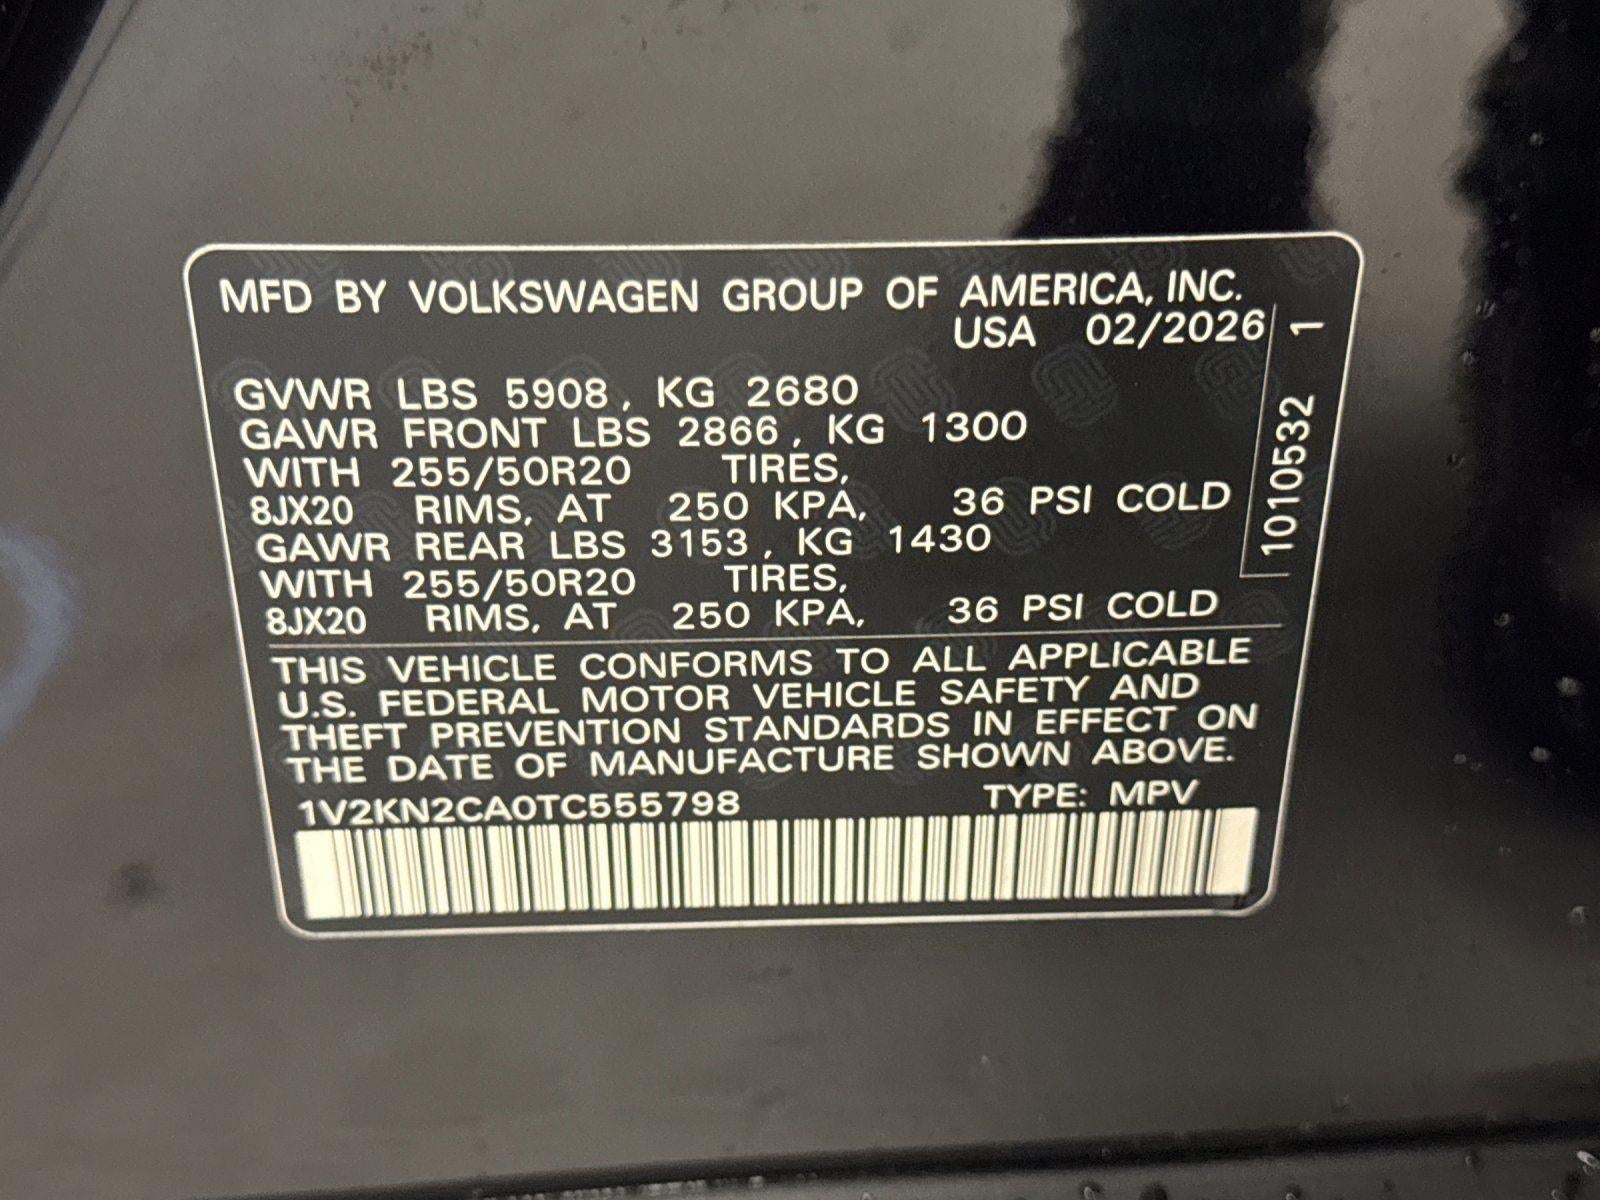 MFD BY VOLKSWAGEN GROUP OF AMERICA, INC.
USA 02/2026
GVWR LBS 5908, KG 2680
GAWR FRONT LBS 2866, KG 1300
WITH 255/50R20 TIRES,
8JX20 RIMS, AT 250 KPA, 36 PSI COLD
GAWR REAR LBS 3153, KG 1430
WITH 255/50R20 TIRES,
8JX20 RIMS, AT 250 KPA, 36 PSI COLD
THIS VEHICLE CONFORMS TO ALL APPLICABLE
U.S. FEDERAL MOTOR VEHICLE SAFETY AND
THEFT PREVENTION STANDARDS IN EFFECT ON
THE DATE OF MANUFACTURE SHOWN ABOVE.
1V2KN2CA0TC555798 TYPE: MPV
1010532 1